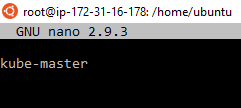 root@ip-172-31-16-178: /home/ubuntu
GNU nano 2.9.3
kube-master